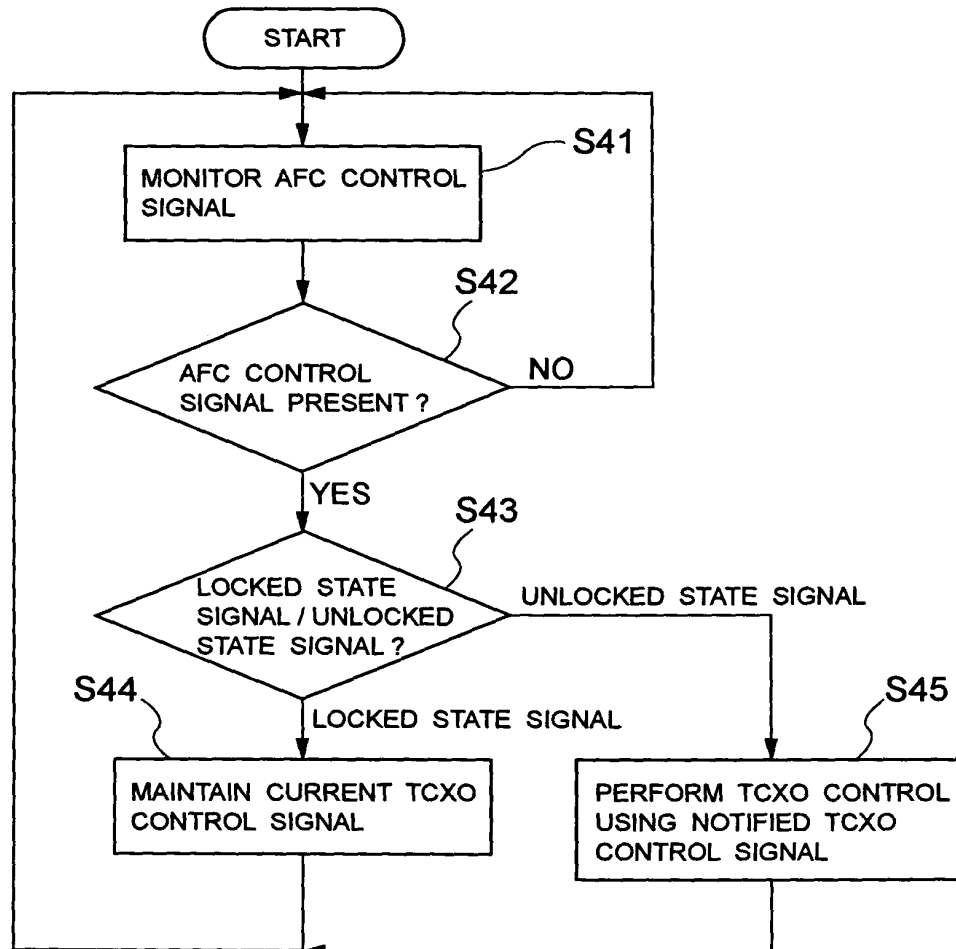 START
S41
MONITOR AFC CONTROL
SIGNAL
S42
AFC CONTROL
SIGNAL PRESENT ?
NO
YES
S43
LOCKED STATE
SIGNAL / UNLOCKED
STATE SIGNAL ?
UNLOCKED STATE SIGNAL
S44
LOCKED STATE SIGNAL
S45
MAINTAIN CURRENT TCXO
CONTROL SIGNAL
PERFORM TCXO CONTROL
USING NOTIFIED TCXO
CONTROL SIGNAL